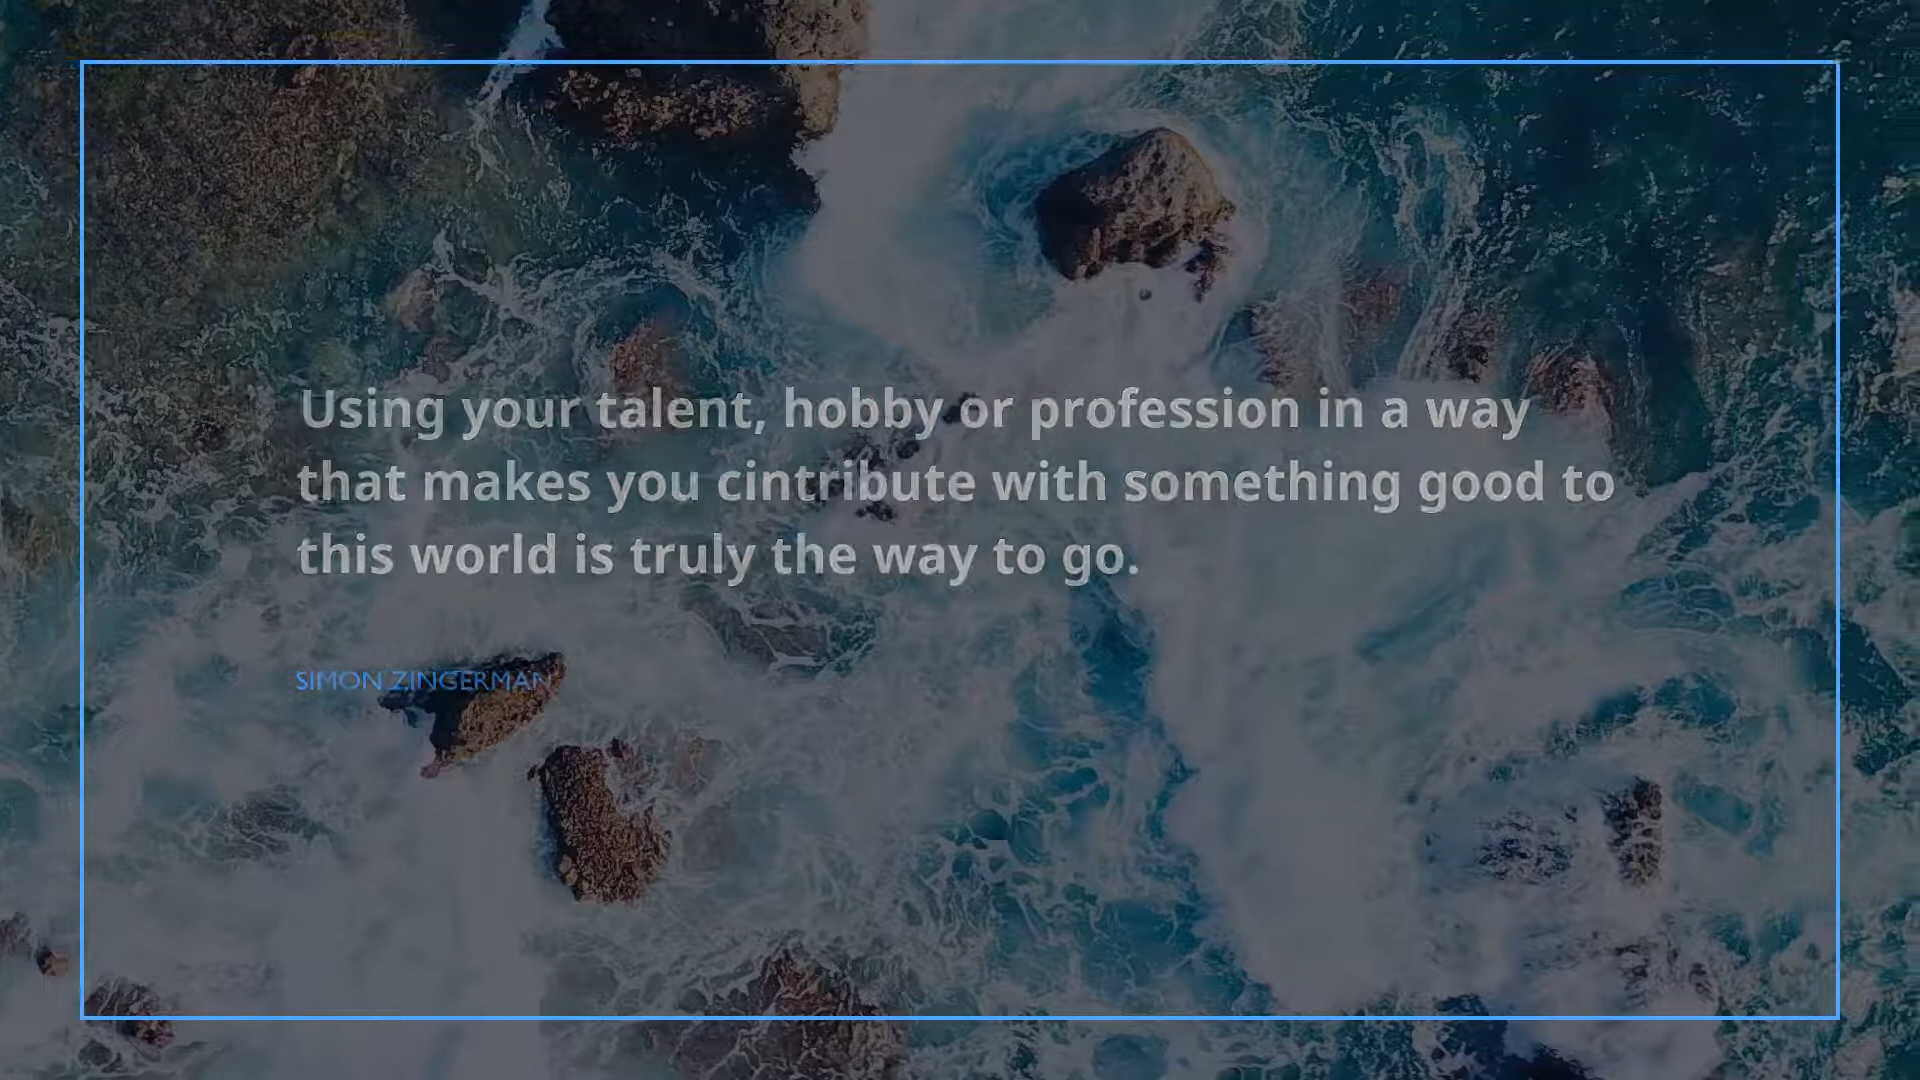 Using your talent, hobby or profession in a way
that makes you cintribute with something good to
this world is truly the way to go.
SIMON ZINGERMAN